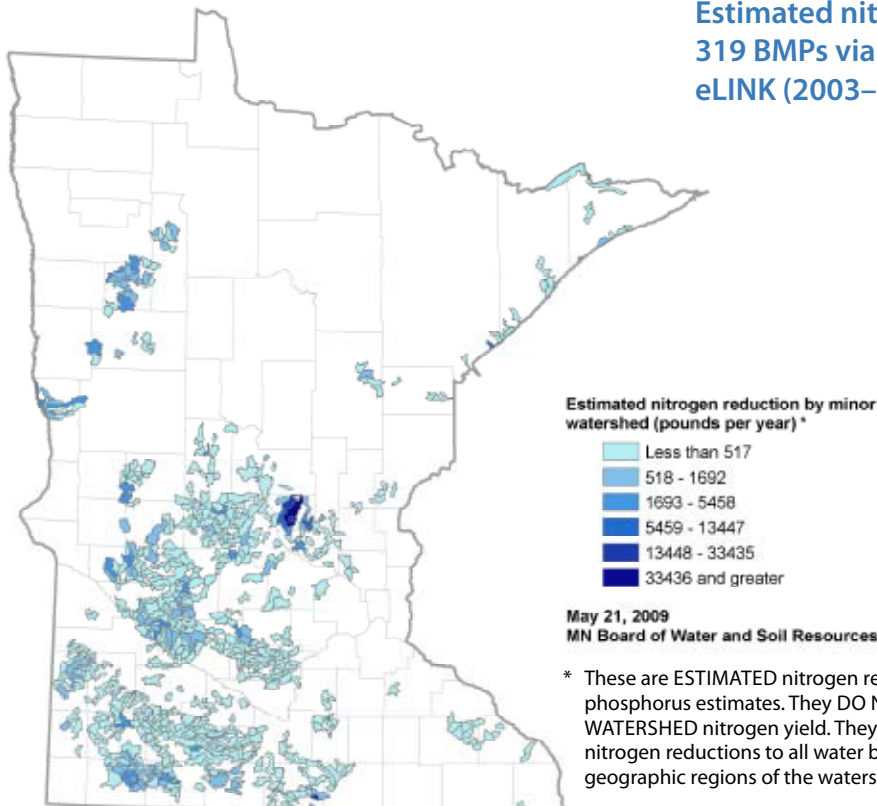 Estimated nit
319 BMPs via
eLINK (2003–
Estimated nitrogen reduction by minor
watershed (pounds per year) *
Less than 517
518 - 1692
1693 - 5458
5459 - 13447
13448 - 33435
33436 and greater
May 21, 2009
MN Board of Water and Soil Resources
* These are ESTIMATED nitrogen re
phosphorus estimates. They DO N
WATERSHED nitrogen yield. They
nitrogen reductions to all water b
geographic regions of the waters